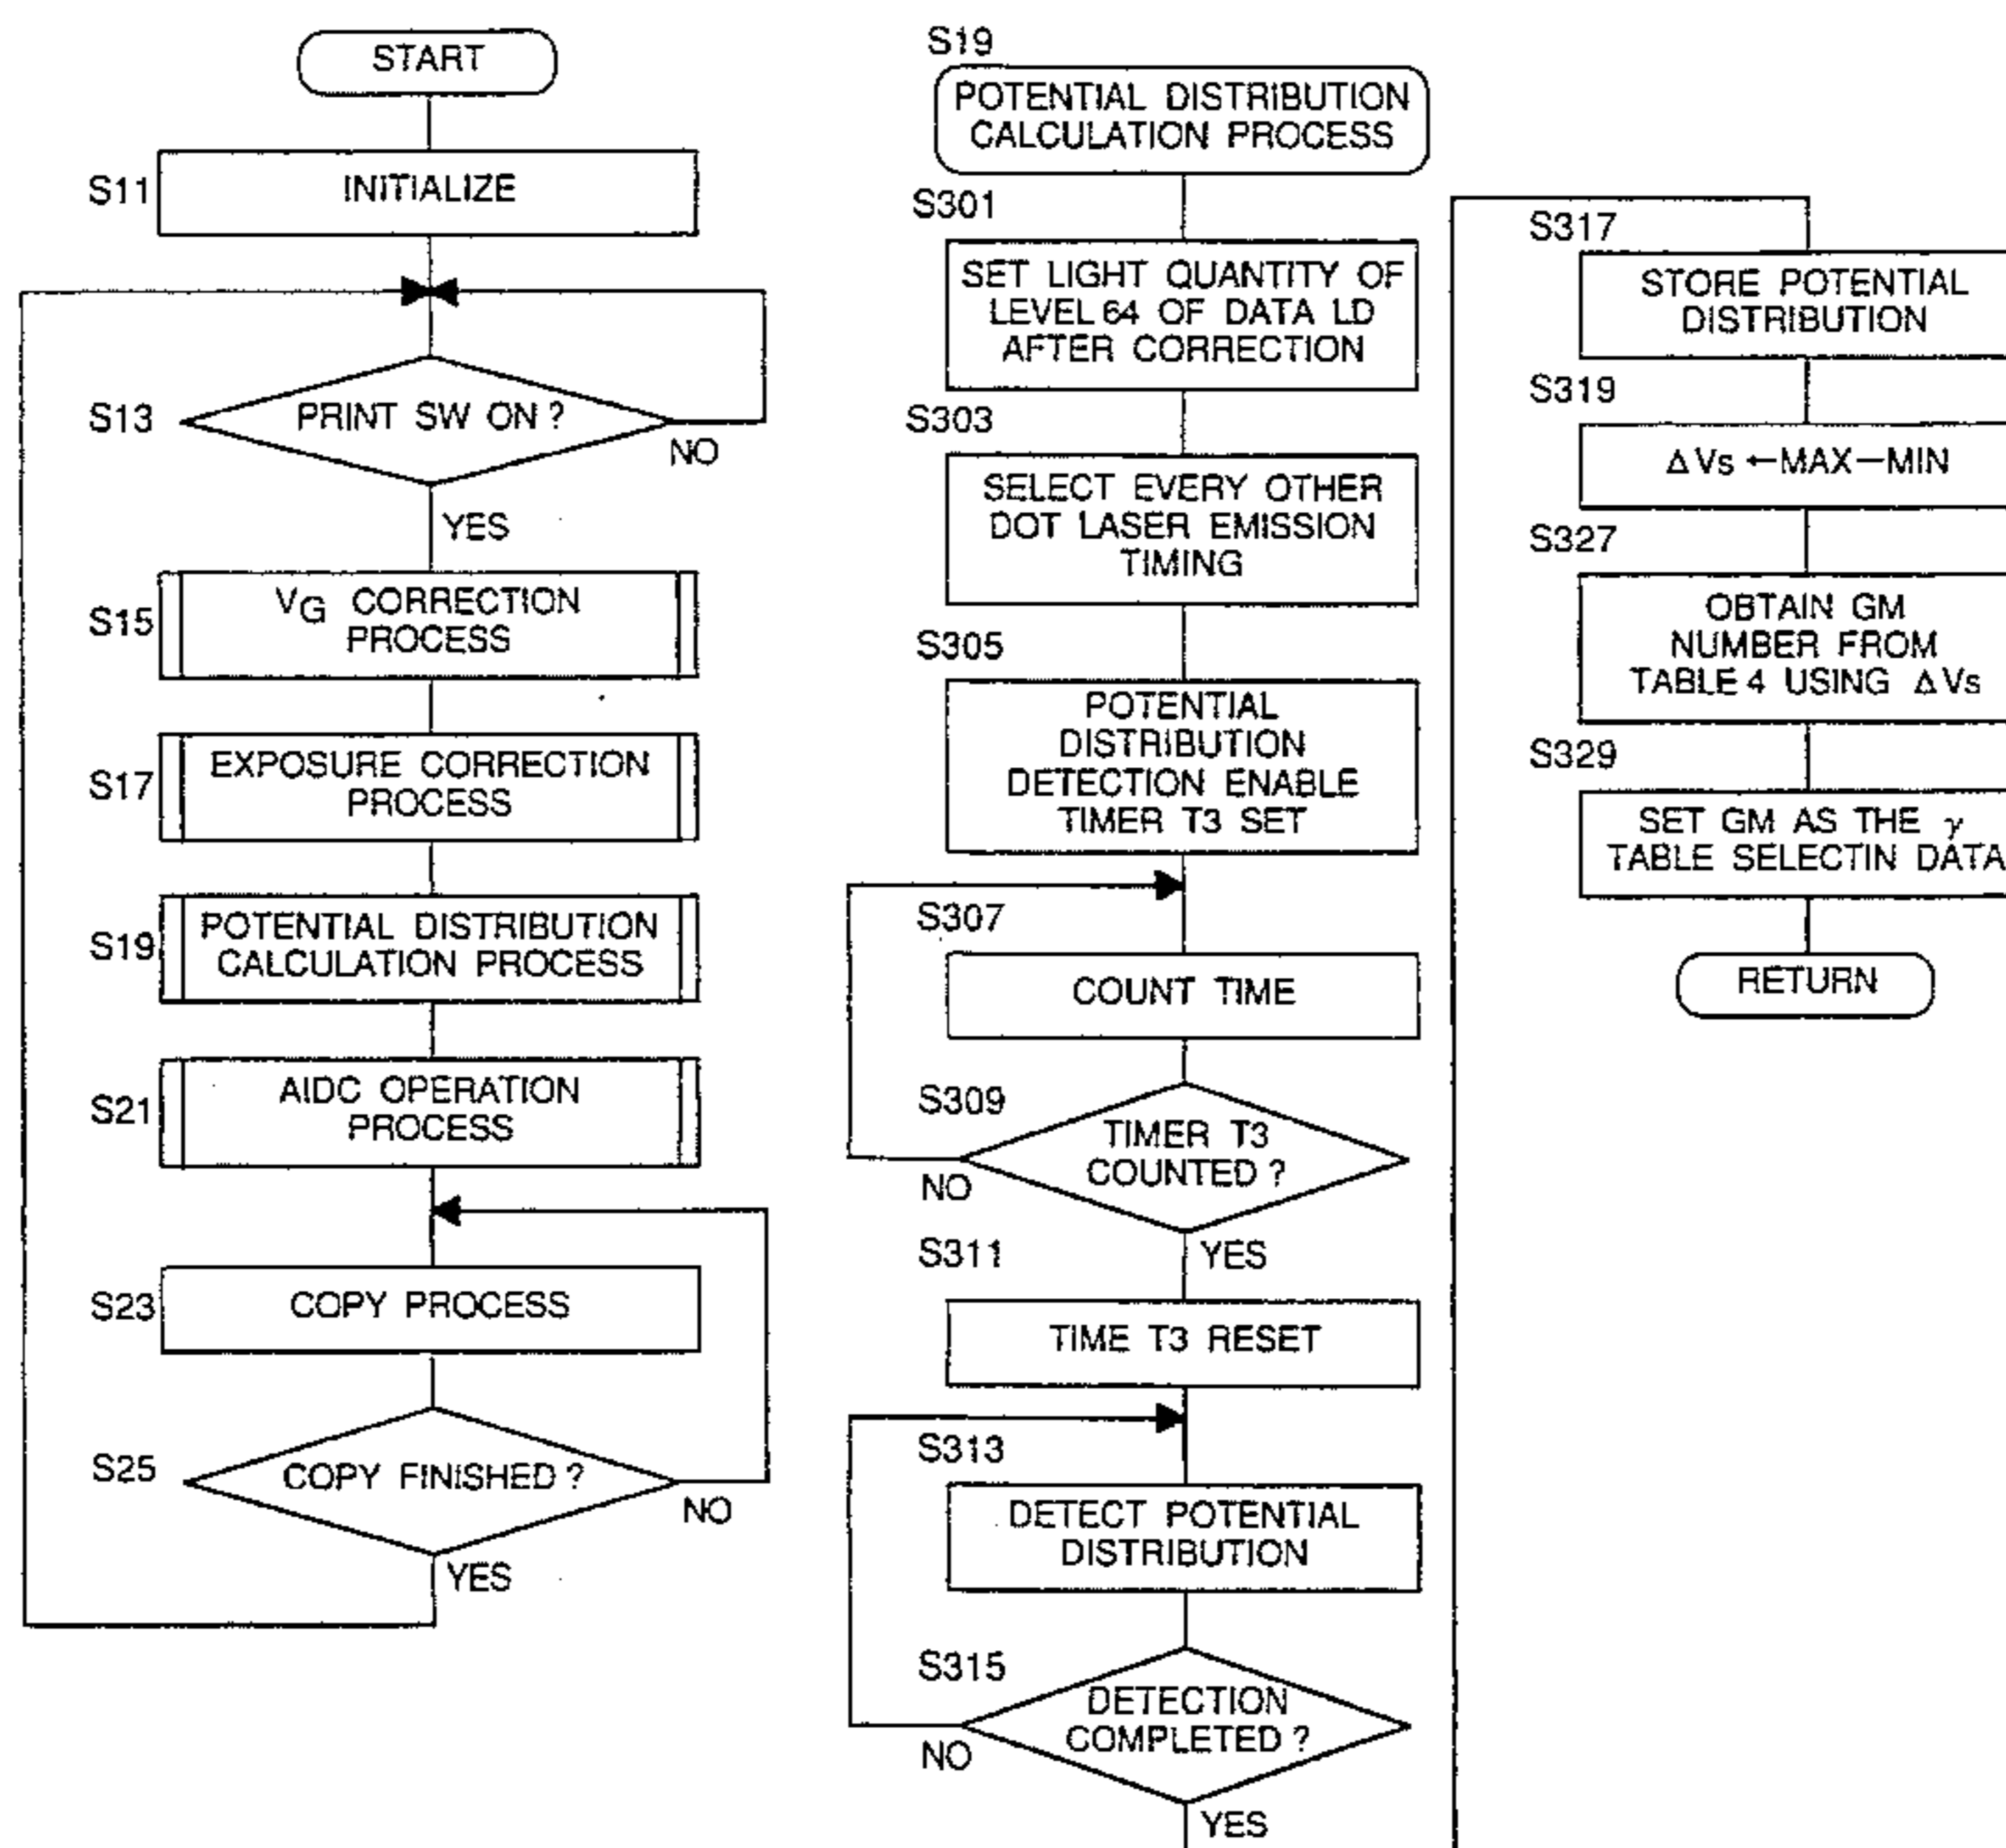 START
S11
INITIALIZE
S13
PRINT SW ON ?
NO
YES
S15
VG CORRECTION
PROCESS
S17
EXPOSURE CORRECTION
PROCESS
S19
POTENTIAL DISTRIBUTION
CALCULATION PROCESS
S21
AIDC OPERATION
PROCESS
S23
COPY PROCESS
S25
COPY FINISHED ?
NO
YES
S19
POTENTIAL DISTRIBUTION
CALCULATION PROCESS
S301
SET LIGHT QUANTITY OF
LEVEL 64 OF DATA LD
AFTER CORRECTION
S303
SELECT EVERY OTHER
DOT LASER EMISSION
TIMING
S305
POTENTIAL
DISTRIBUTION
DETECTION ENABLE
TIMER T3 SET
S307
COUNT TIME
S309
TIMER T3
COUNTED ?
NO
YES
S311
TIME T3 RESET
S313
DETECT POTENTIAL
DISTRIBUTION
S315
DETECTION
COMPLETED ?
NO
YES
S317
STORE POTENTIAL
DISTRIBUTION
S319
ΔVs ←MAX−MIN
S327
OBTAIN GM
NUMBER FROM
TABLE 4 USING ΔVs
S329
SET GM AS THE γ
TABLE SELECTIN DATA
RETURN